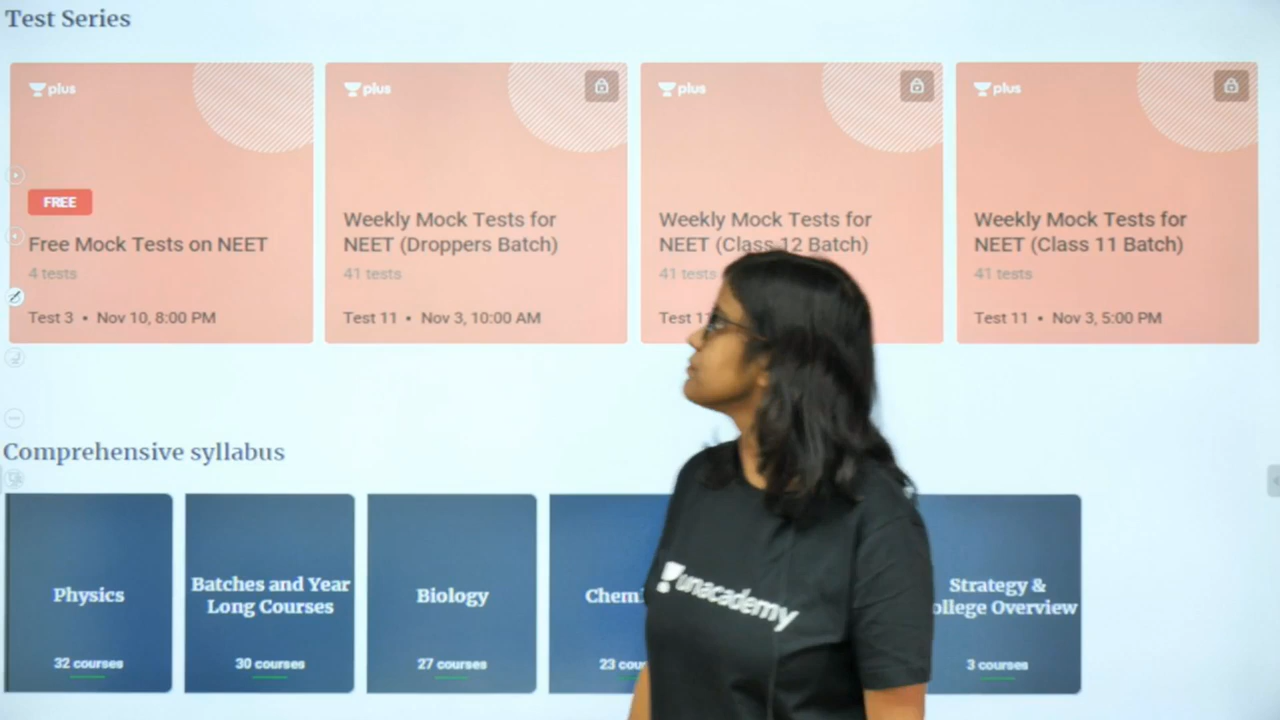 Test Series
plus
plus
plus
plus
FREE
Free Mock Tests on NEET
4 tests
Test 3 • Nov 10, 8:00 PM
Weekly Mock Tests for
NEET (Droppers Batch)
41 tests
Test 11 • Nov 3, 10:00 AM
Weekly Mock Tests for
NEET (Class 12 Batch)
41 tests
Test
Weekly Mock Tests for
NEET (Class 11 Batch)
41 tests
Test 11 • Nov 3, 5:00 PM
Comprehensive syllabus
Physics
32 courses
Batches and Year
Long Courses
30 courses
Biology
27 courses
23
Strategy &
Overview
3 courses
unacademy